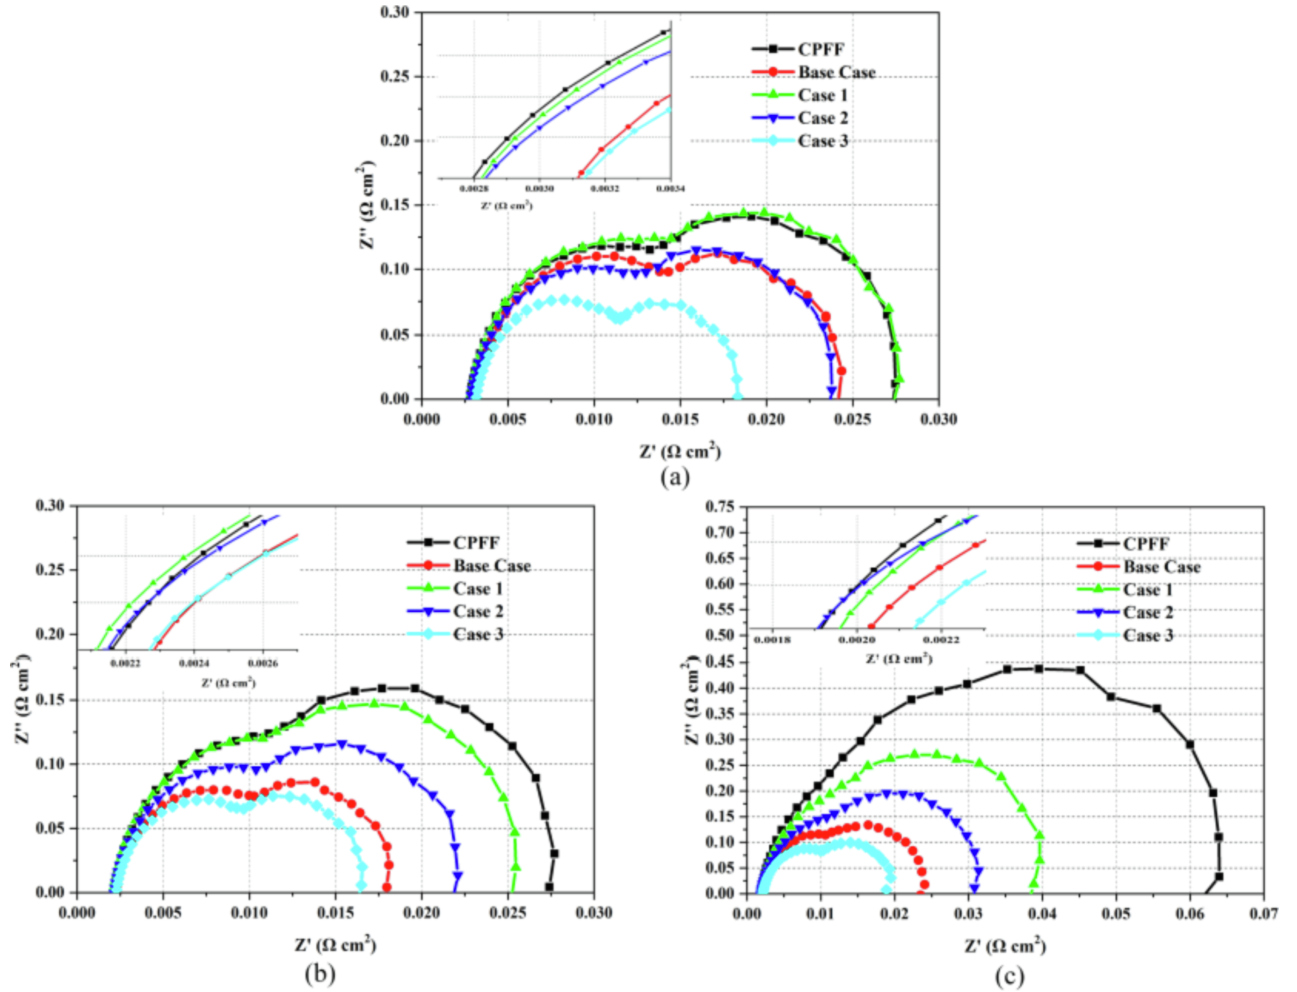 0.30
0.25
0.20
0.15
0.10
0.05
0.00
Z'' (Ω cm²)
CPFF
Base Case
Case 1
Case 2
Case 3
0.0028 0.0030 0.0032 0.0034
Z' (Ω cm²)
0.000 0.005 0.010 0.015 0.020 0.025 0.030
Z' (Ω cm²)
(a)
0.30
0.25
0.20
0.15
0.10
0.05
0.00
Z'' (Ω cm²)
CPFF
Base Case
Case 1
Case 2
Case 3
0.0022 0.0024 0.0026
Z' (Ω cm²)
0.000 0.005 0.010 0.015 0.020 0.025 0.030
Z' (Ω cm²)
(b)
0.75
0.70
0.65
0.60
0.55
0.50
0.45
0.40
0.35
0.30
0.25
0.20
0.15
0.10
0.05
0.00
Z'' (Ω cm²)
CPFF
Base Case
Case 1
Case 2
Case 3
0.0018 0.0020 0.0022
Z' (Ω cm²)
0.00 0.01 0.02 0.03 0.04 0.05 0.06 0.07
Z' (Ω cm²)
(c)